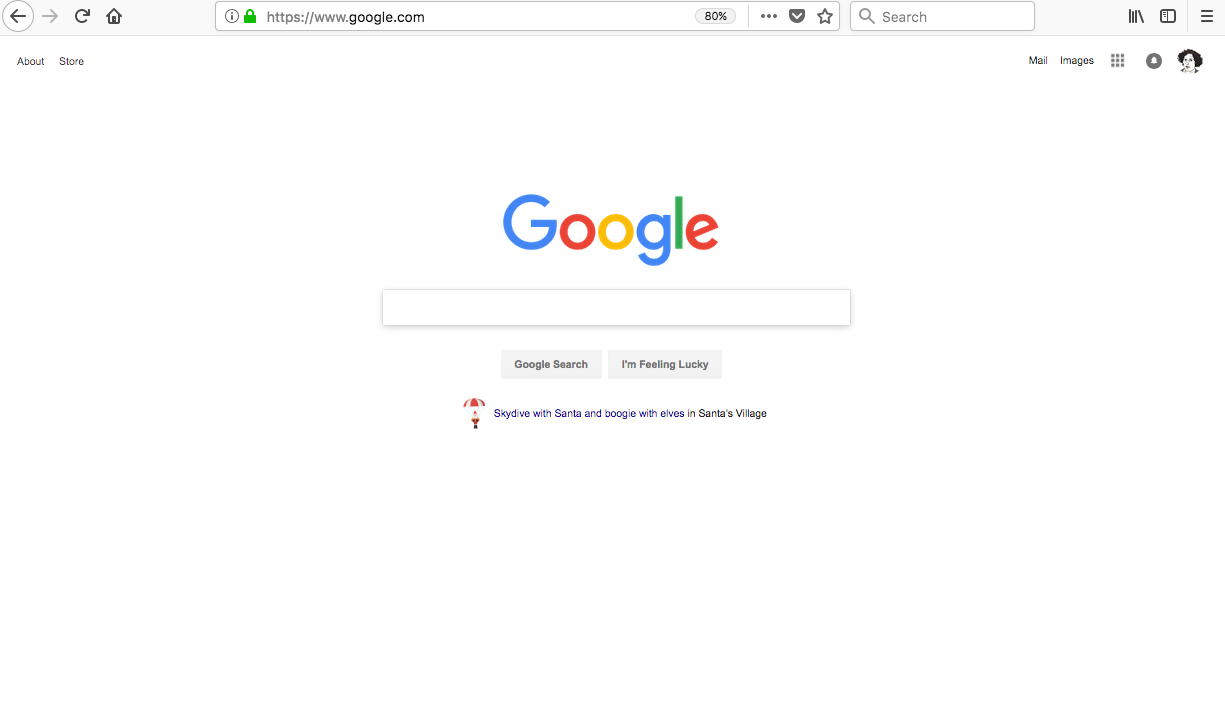 https://www.google.com 80% Search
About Store Mail Images
Google
Google Search I'm Feeling Lucky
Skydive with Santa and boogie with elves in Santa's Village